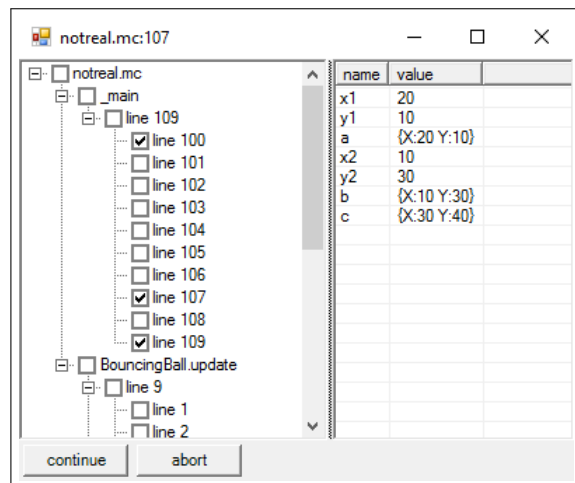 notreal.mc:107
notreal.mc
_main
line 109
line 100
line 101
line 102
line 103
line 104
line 105
line 106
line 107
line 108
line 109
BouncingBall.update
line 9
line 1
line 2
name value
x1 20
y1 10
a {X:20 Y:10}
x2 10
y2 30
b {X:10 Y:30}
c {X:30 Y:40}
continue abort